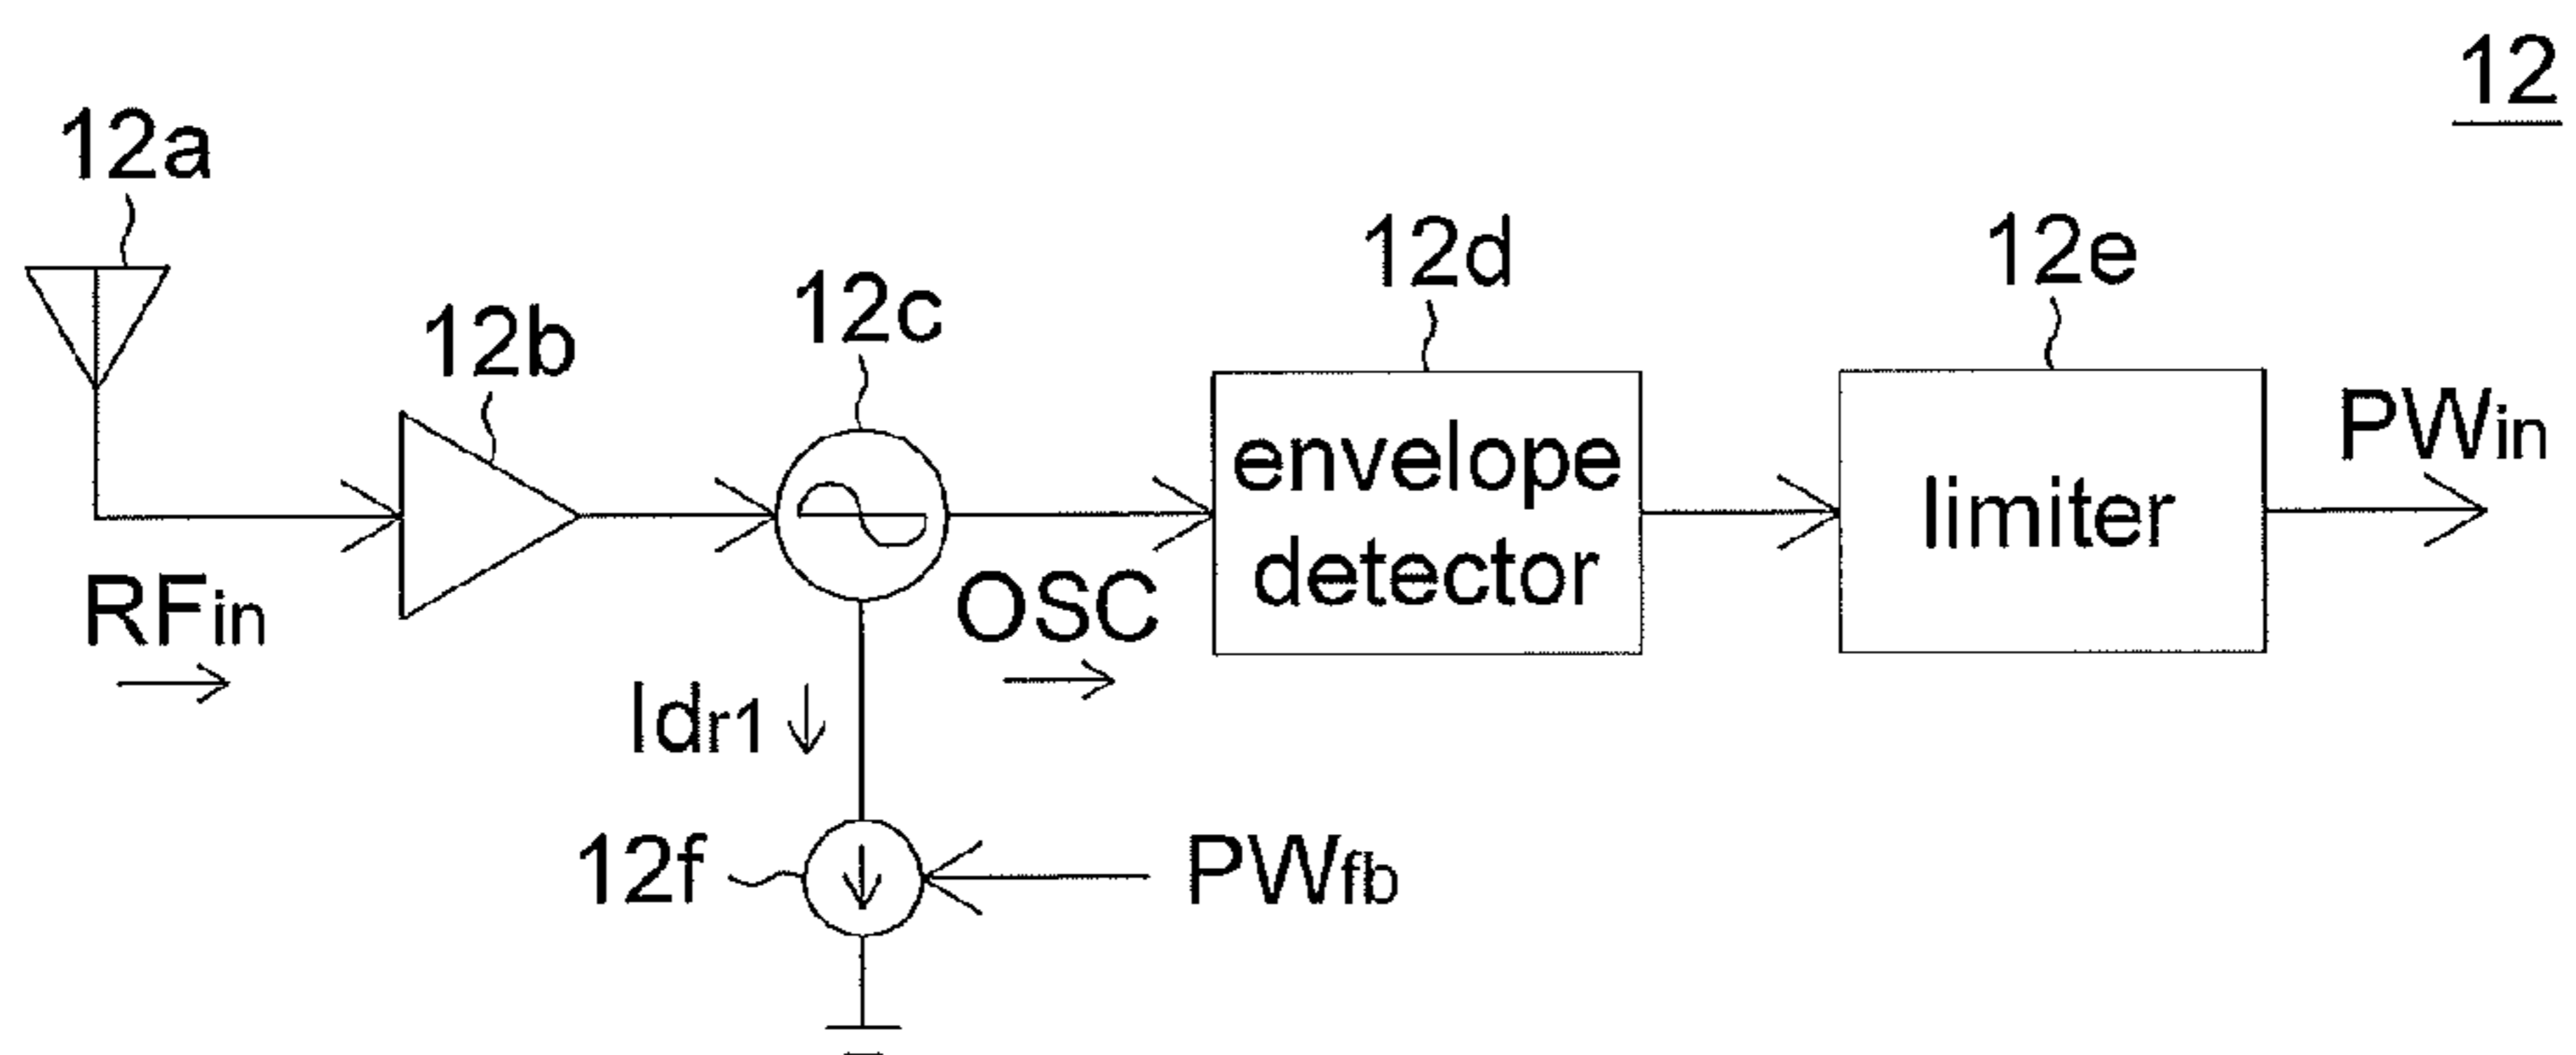 12
12a
12b
12c
12d
12e
envelope
detector
limiter
PWin
RFin
OSC
Idr1
12f
PWfb